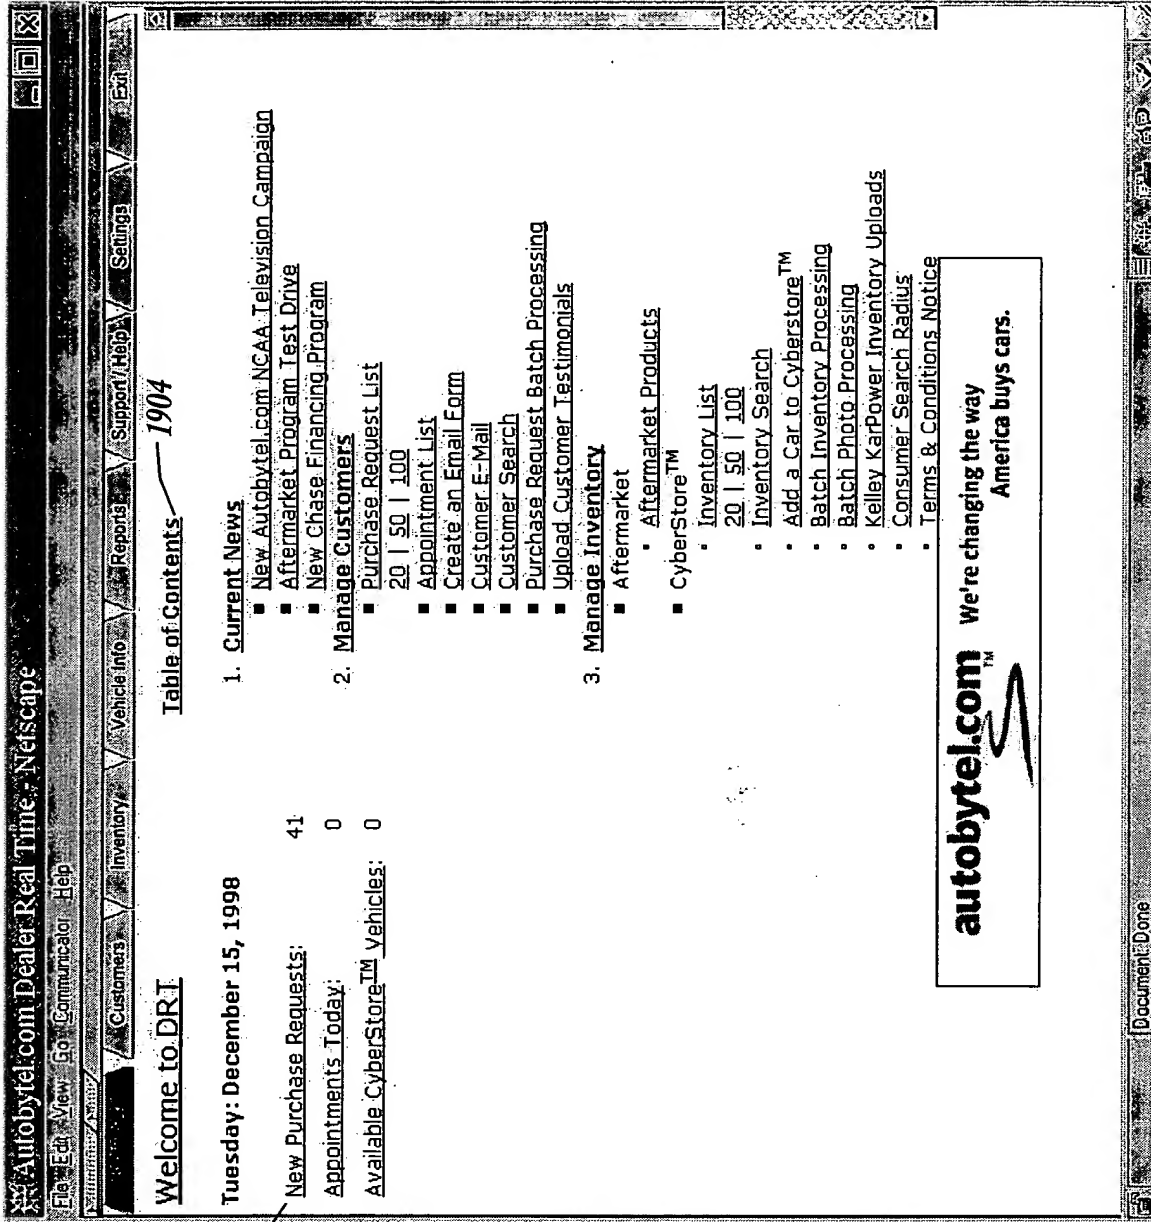 Autobytel.com Dealer Real Time - Netscape
File Edit View Go Communicator Help
Customers Inventory Vehicle Info Reports Support / Help Settings Exit
Welcome to DRT
Tuesday: December 15, 1998
New Purchase Requests: 41
Appointments Today: 0
Available CyberStore™ Vehicles: 0
Table of Contents 1904
1. Current News
▪ New Autobytel.com NCAA Television Campaign
▪ Aftermarket Program Test Drive
▪ New Chase Financing Program
2. Manage Customers
▪ Purchase Request List
20 | 50 | 100
▪ Appointment List
▪ Create an Email Form
▪ Customer E-Mail
▪ Customer Search
▪ Purchase Request Batch Processing
▪ Upload Customer Testimonials
3. Manage Inventory
▪ Aftermarket
• Aftermarket Products
▪ CyberStore™
• Inventory List
20 | 50 | 100
• Inventory Search
• Add a Car to Cyberstore™
• Batch Inventory Processing
• Batch Photo Processing
• Kelley KarPower Inventory Uploads
• Consumer Search Radius
• Terms & Conditions Notice
autobytel.com™ We're changing the way
America buys cars.
Document: Done